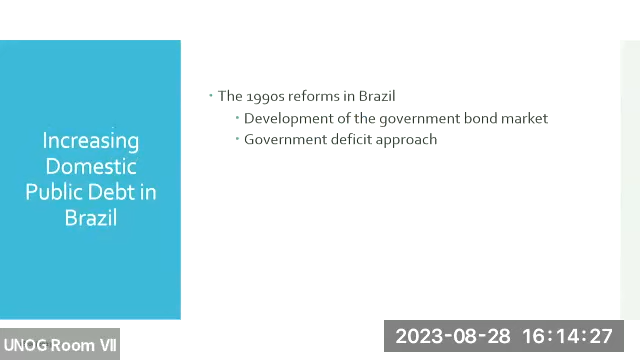 Increasing
Domestic
Public Debt in
Brazil
• The 1990s reforms in Brazil
• Development of the government bond market
• Government deficit approach
UNOG Room VII
2023-08-28 16:14:27